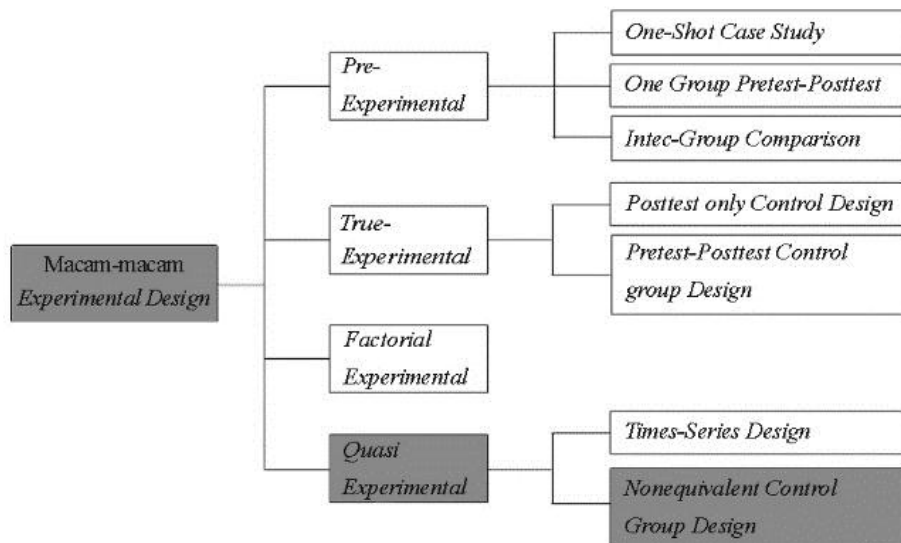 Macam-macam
Experimental Design
Pre-
Experimental
One-Shot Case Study
One Group Pretest-Posttest
Intec-Group Comparison
True-
Experimental
Posttest only Control Design
Pretest-Posttest Control
group Design
Factorial
Experimental
Quasi
Experimental
Times-Series Design
Nonequivalent Control
Group Design